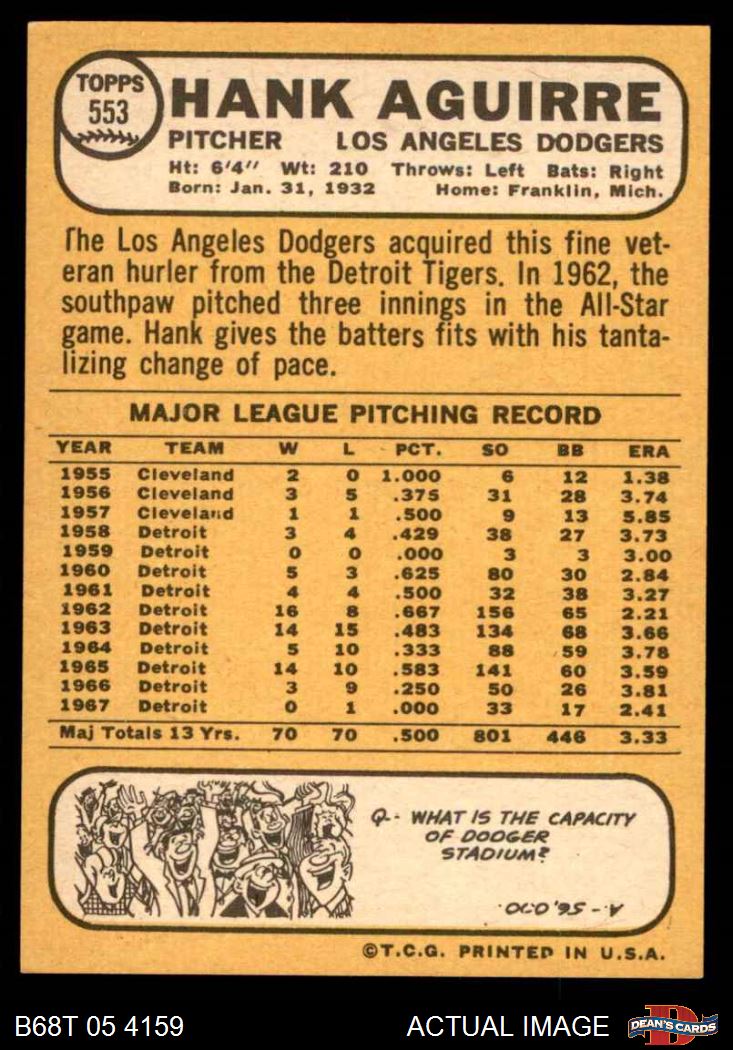 TOPPS
553
HANK AGUIRRE
PITCHER LOS ANGELES DODGERS
Ht: 6'4" Wt: 210 Throws: Left Bats: Right
Born: Jan. 31, 1932 Home: Franklin, Mich.
The Los Angeles Dodgers acquired this fine vet-
eran hurler from the Detroit Tigers. In 1962, the
southpaw pitched three innings in the All-Star
game. Hank gives the batters fits with his tanta-
lizing change of pace.
MAJOR LEAGUE PITCHING RECORD
YEAR TEAM W L PCT. SO BB ERA
1955 Cleveland 2 0 1.000 6 12 1.38
1956 Cleveland 3 5 .375 31 28 3.74
1957 Cleveland 1 1 .500 9 13 5.85
1958 Detroit 3 4 .429 38 27 3.73
1959 Detroit 0 0 .000 3 3 3.00
1960 Detroit 5 3 .625 80 30 2.84
1961 Detroit 4 4 .500 32 38 3.27
1962 Detroit 16 8 .667 156 65 2.21
1963 Detroit 14 15 .483 134 68 3.66
1964 Detroit 5 10 .333 88 59 3.78
1965 Detroit 14 10 .583 141 60 3.59
1966 Detroit 3 9 .250 50 26 3.81
1967 Detroit 0 1 .000 33 17 2.41
Maj Totals 13 Yrs. 70 70 .500 801 446 3.33
Q-- WHAT IS THE CAPACITY
OF DODGER
STADIUM?
A-- 56,000.
©T.C.G. PRINTED IN U.S.A.
B68T 05 4159 ACTUAL IMAGE DEAN'S CARDS